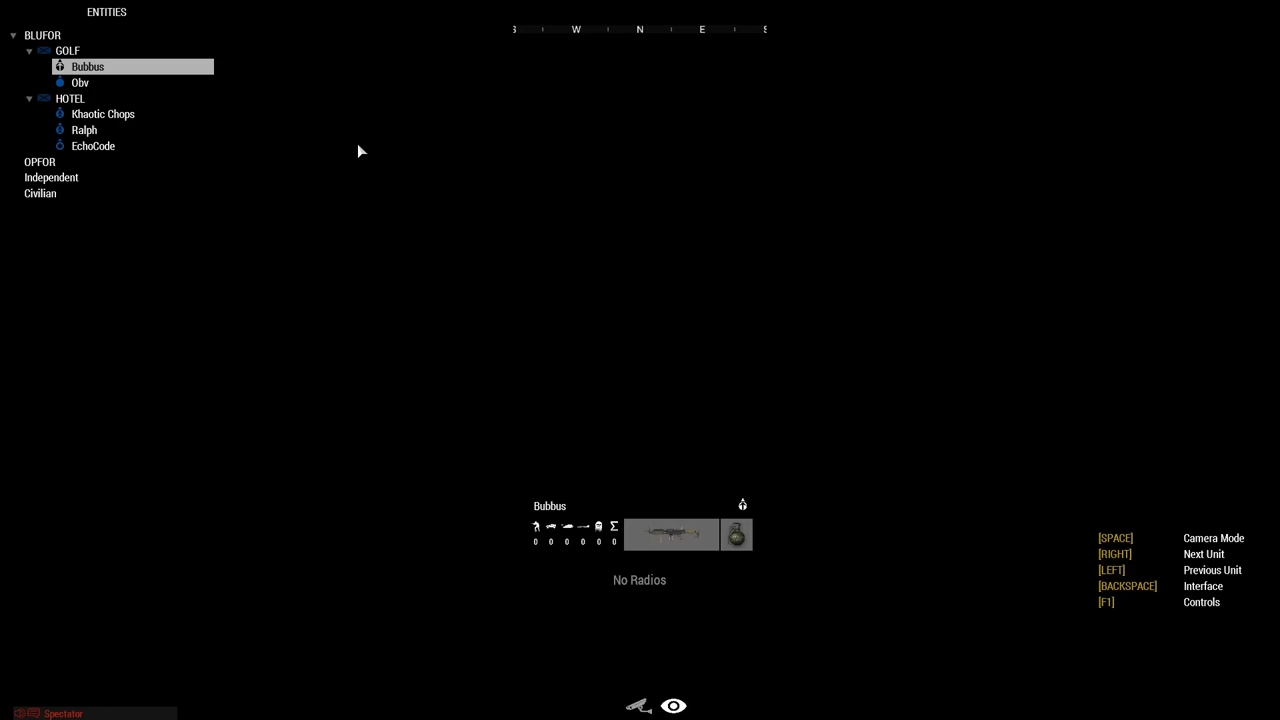 ENTITIES
S W N E S
BLUFOR
GOLF
Bubbus
Obv
HOTEL
Khaotic Chops
Ralph
EchoCode
OPFOR
Independent
Civilian
Bubbus
0 0 0 0 0 0
No Radios
[SPACE] Camera Mode
[RIGHT] Next Unit
[LEFT] Previous Unit
[BACKSPACE] Interface
[F1] Controls
Spectator